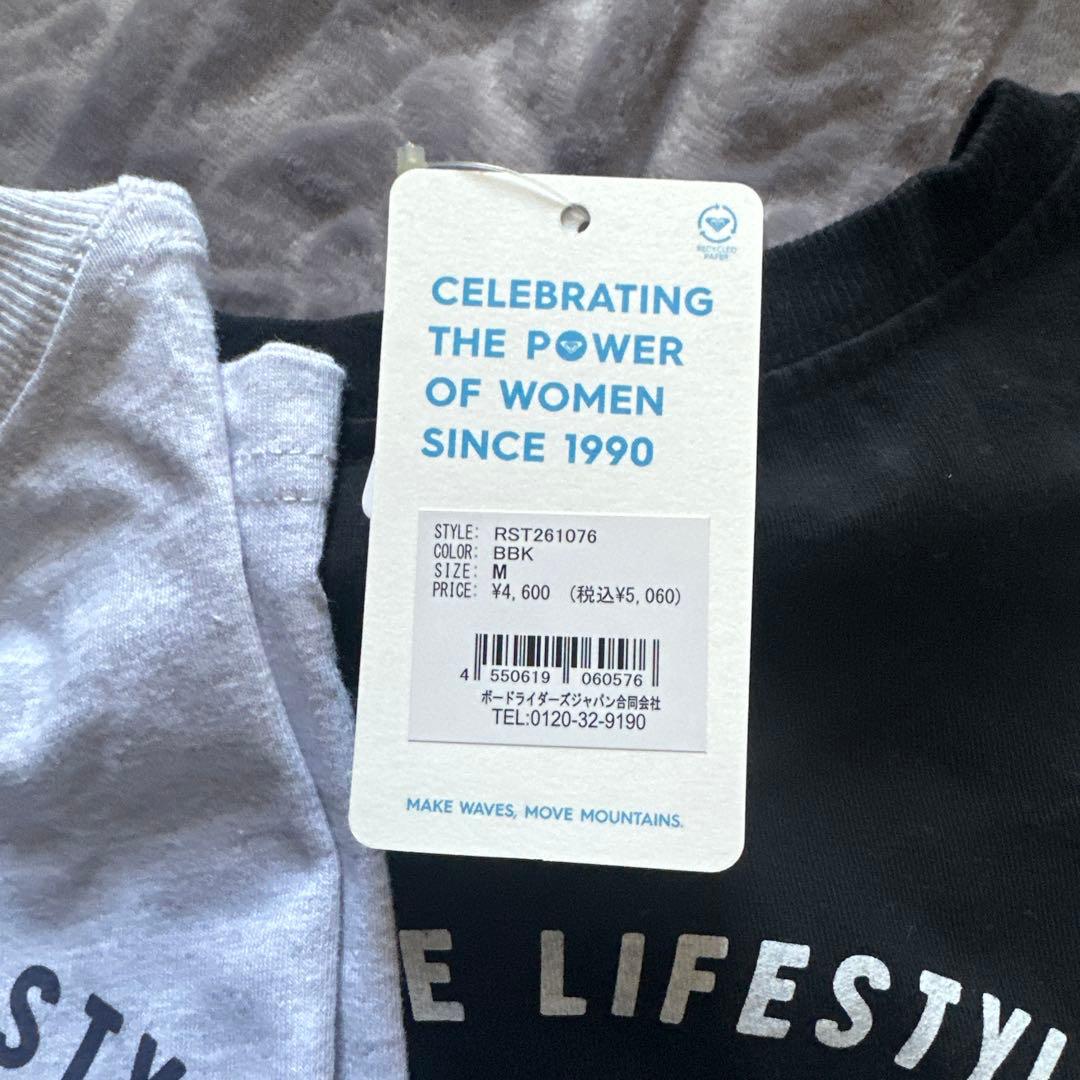 RECYCLED
PAPER
CELEBRATING
THE POWER
OF WOMEN
SINCE 1990
STYLE: RST261076
COLOR: BBK
SIZE: M
PRICE: ¥4,600 (税込¥5,060)
4 550619 060576
ボードライダーズジャパン合同会社
TEL:0120-32-9190
MAKE WAVES, MOVE MOUNTAINS.
E LIFESTYL
STY